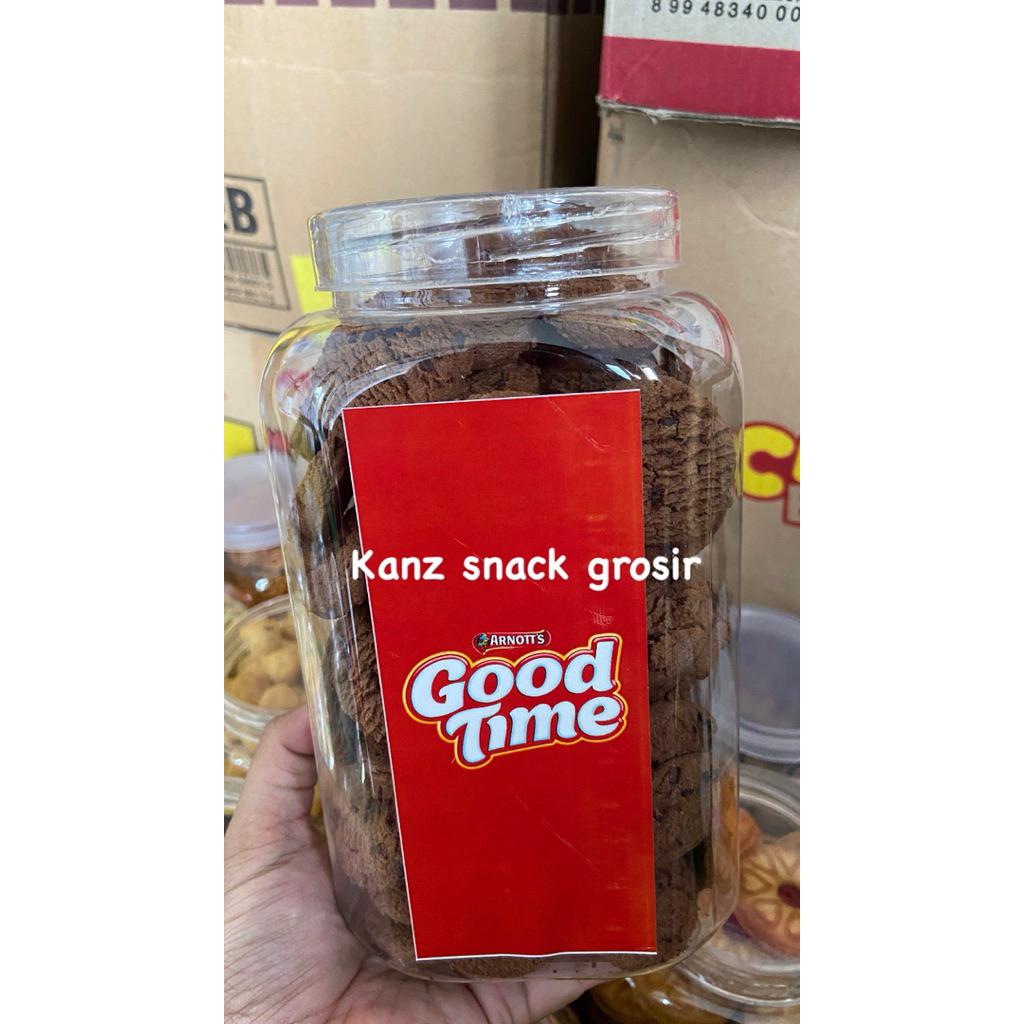 8 99 48340 00
B
Kanz snack grosir
ARNOTT'S
Good
Time